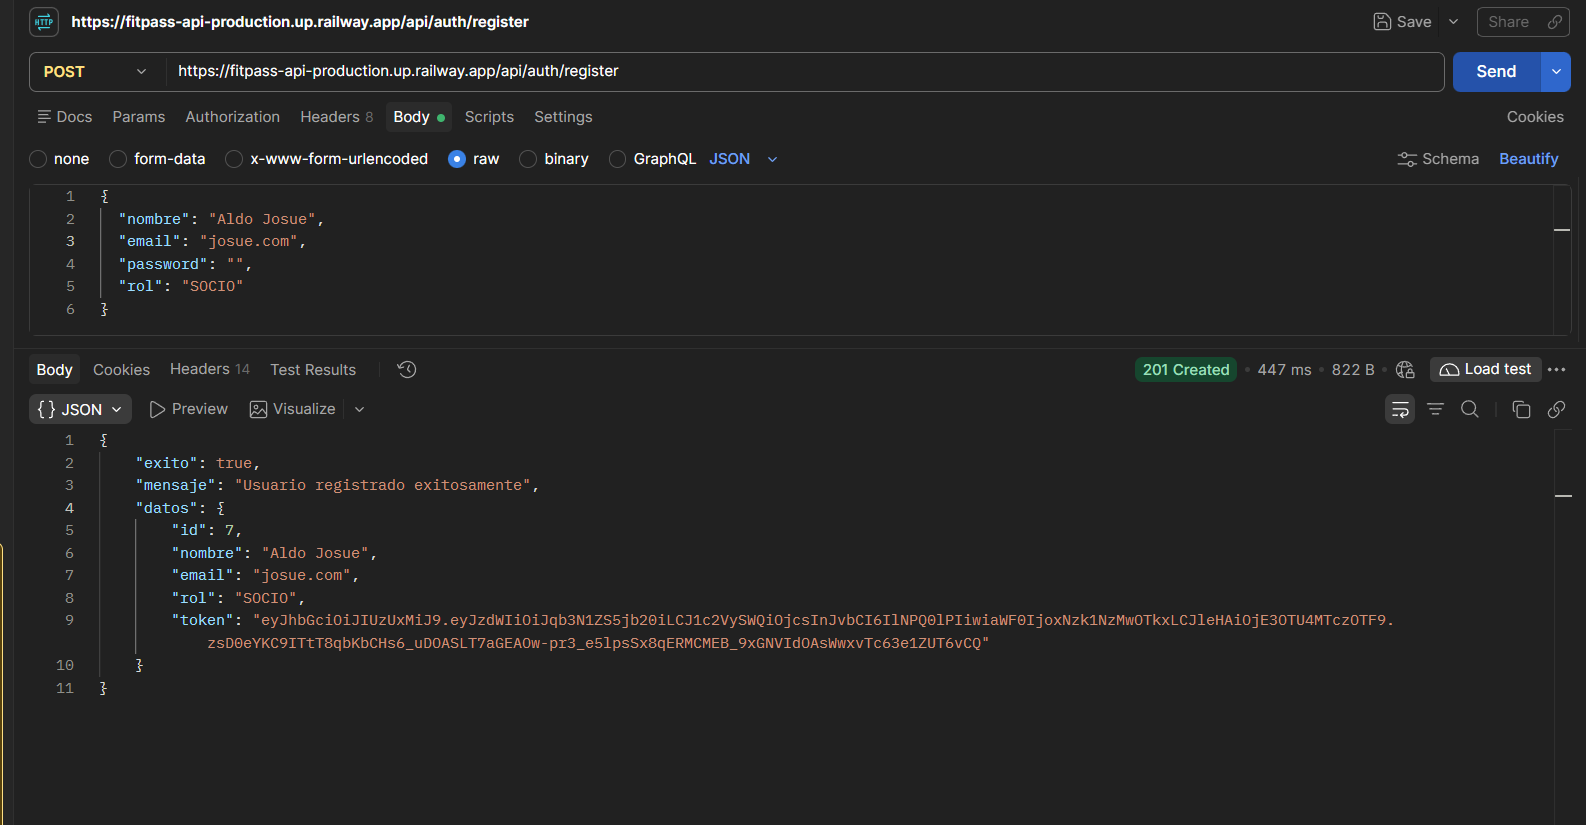 HTTP https://fitpass-api-production.up.railway.app/api/auth/register Save Share
POST https://fitpass-api-production.up.railway.app/api/auth/register Send
Docs Params Authorization Headers 8 Body Scripts Settings Cookies
none form-data x-www-form-urlencoded raw binary GraphQL JSON Schema Beautify
1 {
2 "nombre": "Aldo Josue",
3 "email": "josue.com",
4 "password": "",
5 "rol": "SOCIO"
6 }
Body Cookies Headers 14 Test Results 201 Created • 447 ms • 822 B • Load test
{} JSON Preview Visualize
1 {
2 "exito": true,
3 "mensaje": "Usuario registrado exitosamente",
4 "datos": {
5 "id": 7,
6 "nombre": "Aldo Josue",
7 "email": "josue.com",
8 "rol": "SOCIO",
9 "token": "eyJhbGciOiJIUzUxMiJ9.eyJzdWIiOiJqb3N1ZS5jb20iLCJ1c2VySWQiOjcsInJvbCI6IlNPQ0lPIiwiaWF0IjoxNzk1NzMwOTkxLCJleHAiOjE3OTU4MTczOTF9.
zsD0eYKC9ITtT8qbKbCHs6_uDOASLT7aGEAOw-pr3_e5lpsSx8qERMCMEB_9xGNVIdOAsWwxvTc63e1ZUT6vCQ"
10 }
11 }